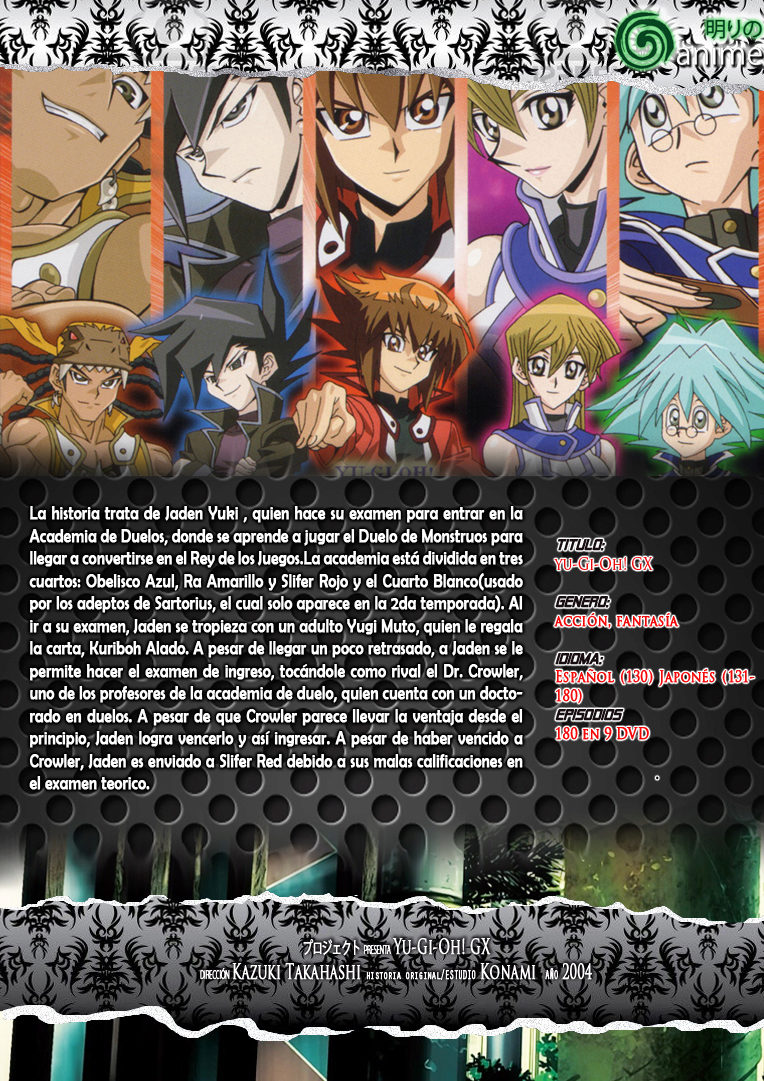 明りの
anime
YU-GI-OH!
La historia trata de Jaden Yuki , quien hace su examen para entrar en la
Academia de Duelos, donde se aprende a jugar el Duelo de Monstruos para
llegar a convertirse en el Rey de los Juegos.La academia está dividida en tres
cuartos: Obelisco Azul, Ra Amarillo y Slifer Rojo y el Cuarto Blanco(usado
por los adeptos de Sartorius, el cual solo aparece en la 2da temporada). Al
ir a su examen, Jaden se tropieza con un adulto Yugi Muto, quien le regala
la carta, Kuriboh Alado. A pesar de llegar un poco retrasado, a Jaden se le
permite hacer el examen de ingreso, tocándole como rival el Dr. Crowler,
uno de los profesores de la academia de duelo, quien cuenta con un docto-
rado en duelos. A pesar de que Crowler parece llevar la ventaja desde el
principio, Jaden logra vencerlo y así ingresar. A pesar de haber vencido a
Crowler, Jaden es enviado a Slifer Red debido a sus malas calificaciones en
el examen teorico.
TITULO:
YU-GI-OH! GX
GENERO:
ACCIÓN, FANTASÍA
IDIOMA:
ESPAÑOL (130) JAPONÉS (131-
180)
EPISODIOS
180 EN 9 DVD
プロジェクト PRESENTA YU-GI-OH! GX
DIRECCIÓN KAZUKI TAKAHASHI HISTORIA ORIGINAL/ESTUDIO KONAMI AÑO 2004